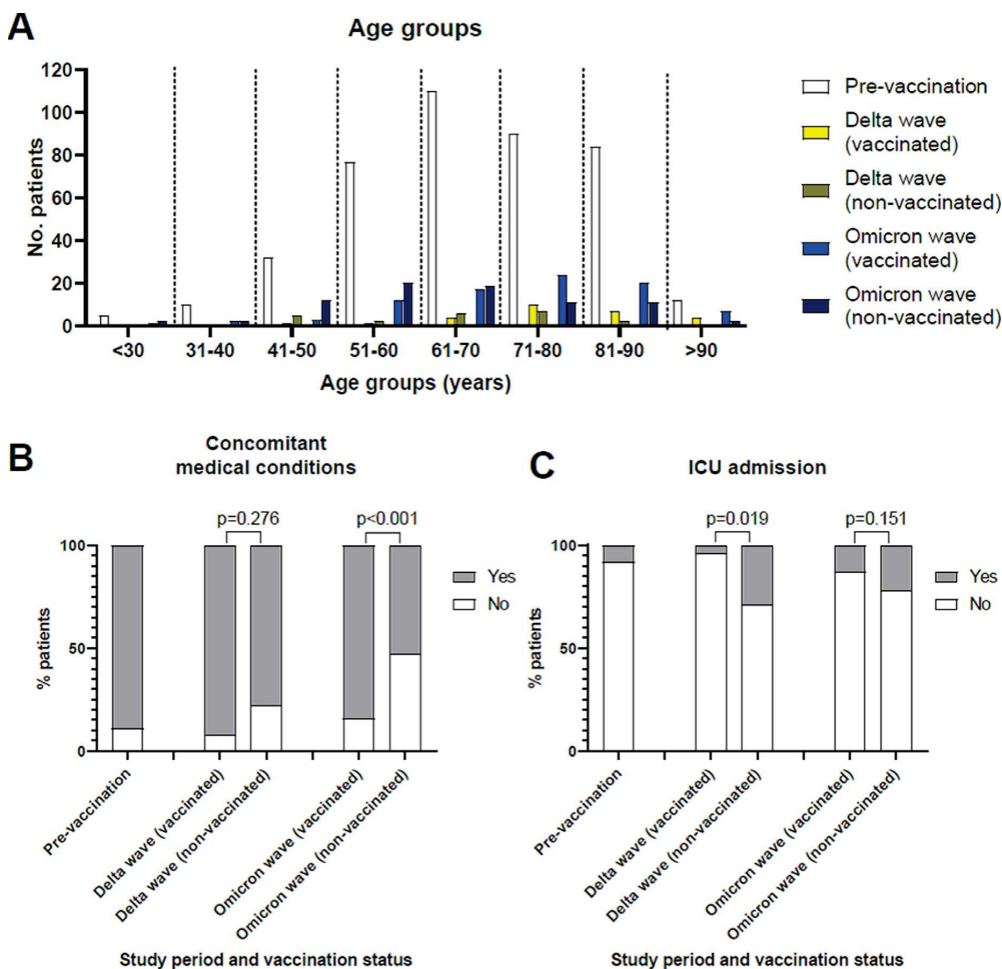 A
Age groups
No. patients
120
100
80
60
40
20
0
<30 31-40 41-50 51-60 61-70 71-80 81-90 >90
Age groups (years)
Pre-vaccination
Delta wave
(vaccinated)
Delta wave
(non-vaccinated)
Omicron wave
(vaccinated)
Omicron wave
(non-vaccinated)
B
Concomitant
medical conditions
p=0.276
p<0.001
% patients
100
50
0
Yes
No
Pre-vaccination
Delta wave (vaccinated)
Delta wave (non-vaccinated)
Omicron wave (vaccinated)
Omicron wave (non-vaccinated)
Study period and vaccination status
C
ICU admission
p=0.019
p=0.151
% patients
100
50
0
Yes
No
Pre-vaccination
Delta wave (vaccinated)
Delta wave (non-vaccinated)
Omicron wave (vaccinated)
Omicron wave (non-vaccinated)
Study period and vaccination status